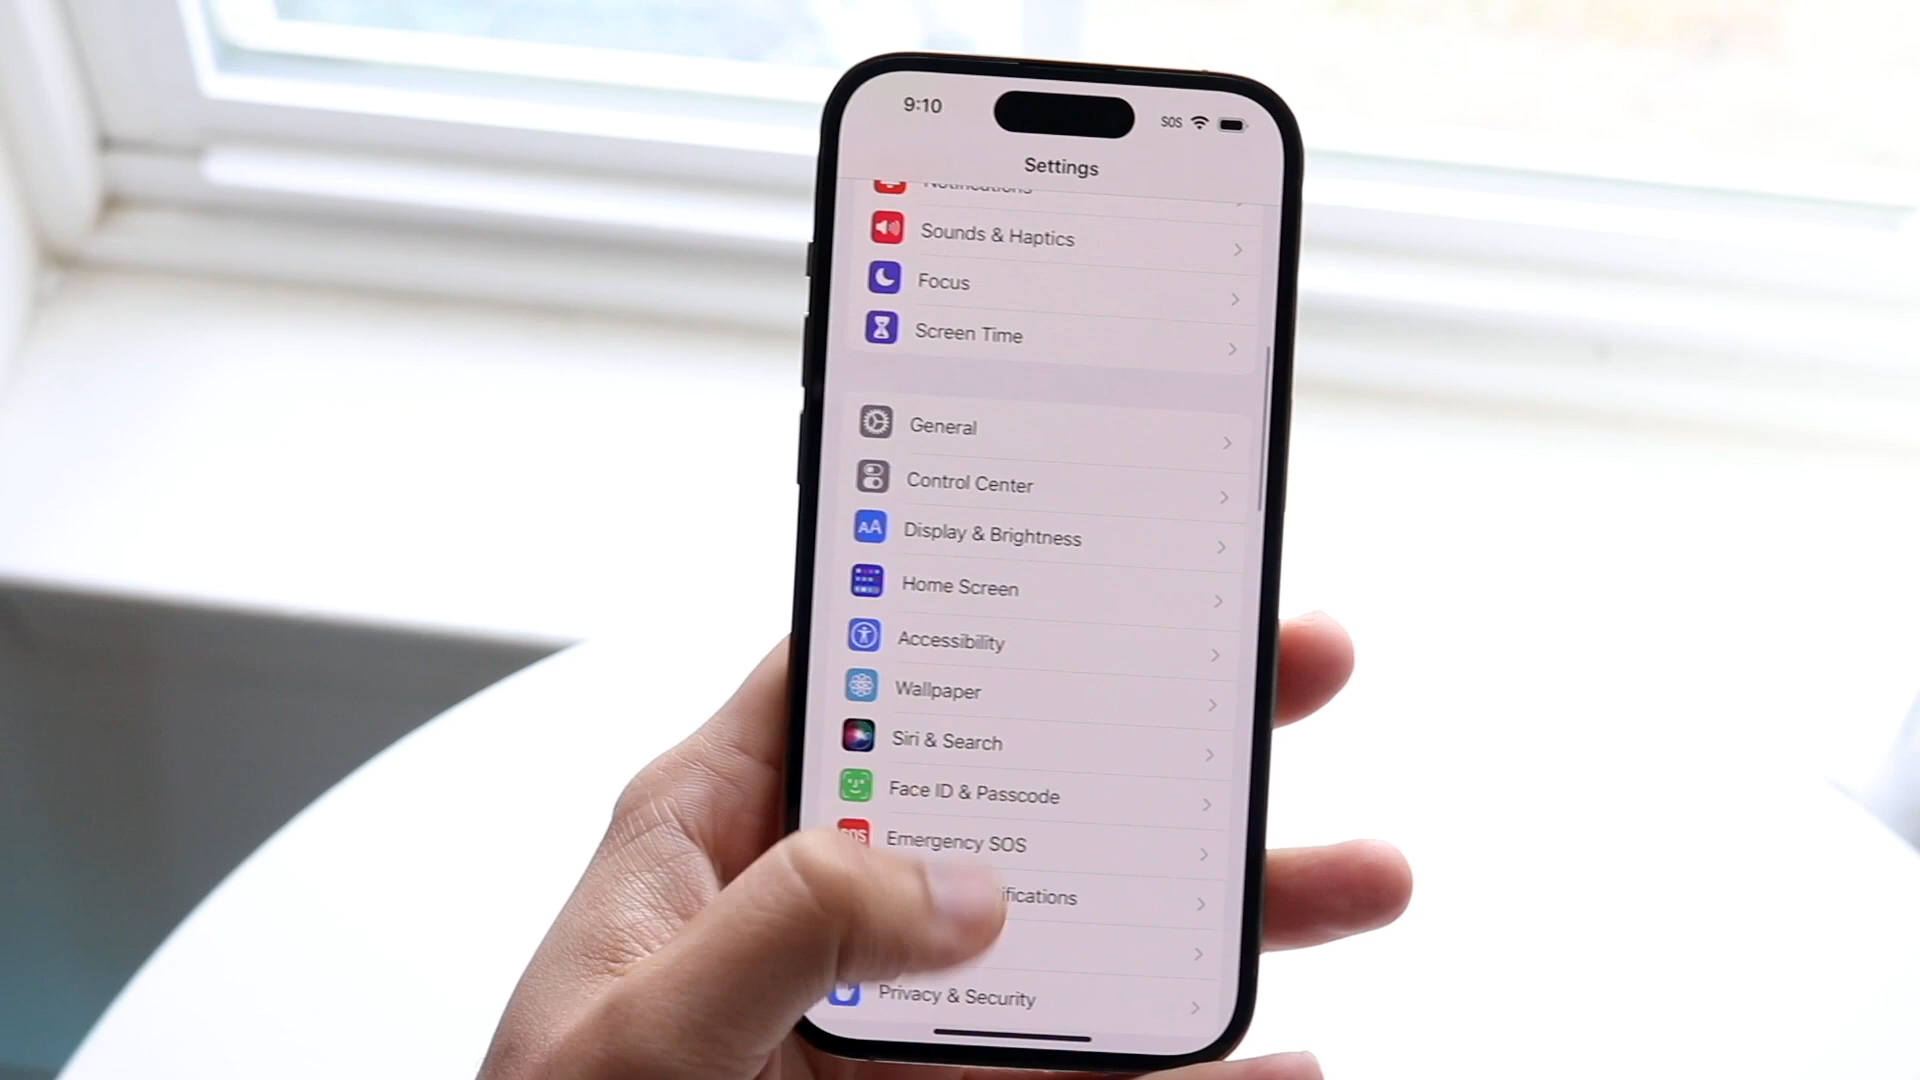 9:10
SOS
Settings
Notifications
Sounds & Haptics
Focus
Screen Time
General
Control Center
AA
Display & Brightness
Home Screen
Accessibility
Wallpaper
Siri & Search
Face ID & Passcode
SOS
Emergency SOS
ifications
Privacy & Security